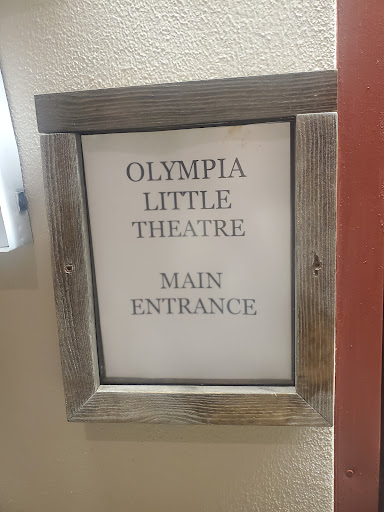 OLYMPIA
LITTLE
THEATRE
MAIN
ENTRANCE